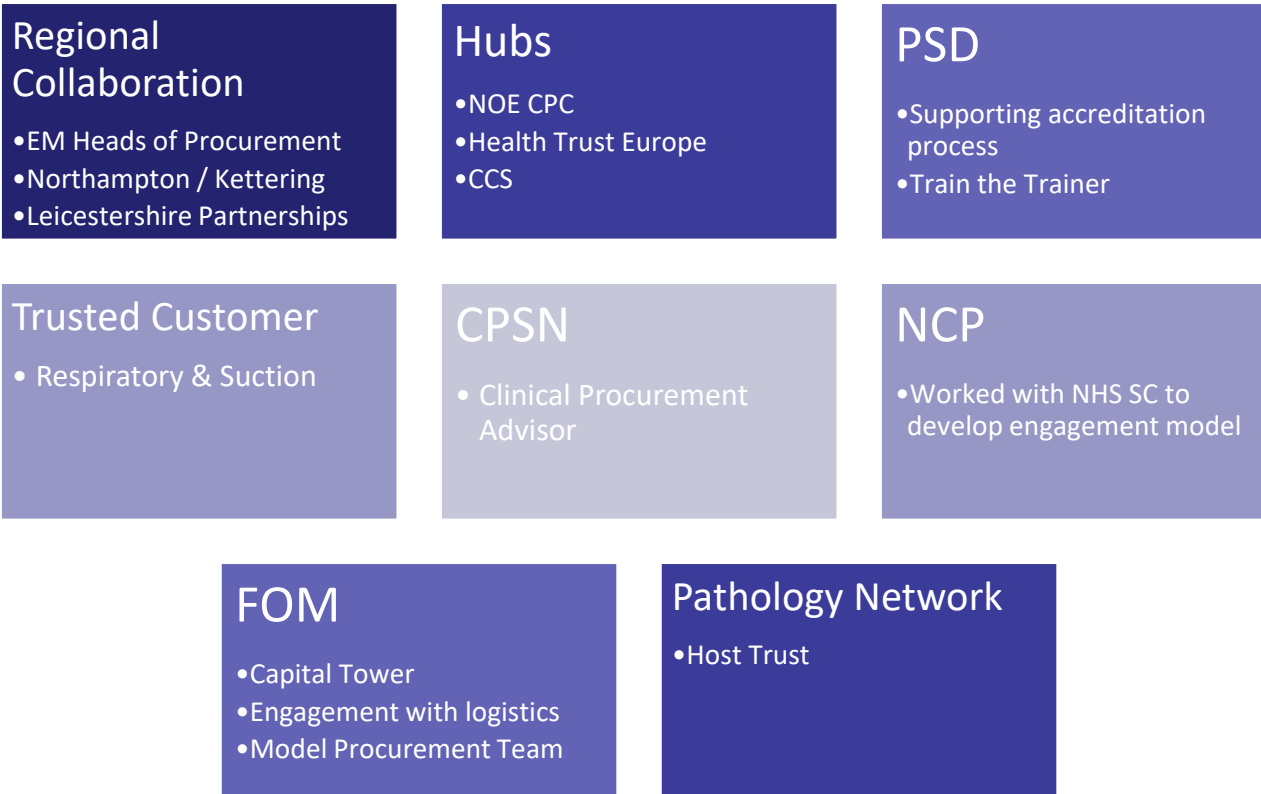 Regional
Collaboration
•EM Heads of Procurement
•Northampton / Kettering
•Leicestershire Partnerships
Hubs
•NOE CPC
•Health Trust Europe
•CCS
PSD
•Supporting accreditation
process
•Train the Trainer
Trusted Customer
• Respiratory & Suction
CPSN
• Clinical Procurement
Advisor
NCP
•Worked with NHS SC to
develop engagement model
FOM
•Capital Tower
•Engagement with logistics
•Model Procurement Team
Pathology Network
•Host Trust